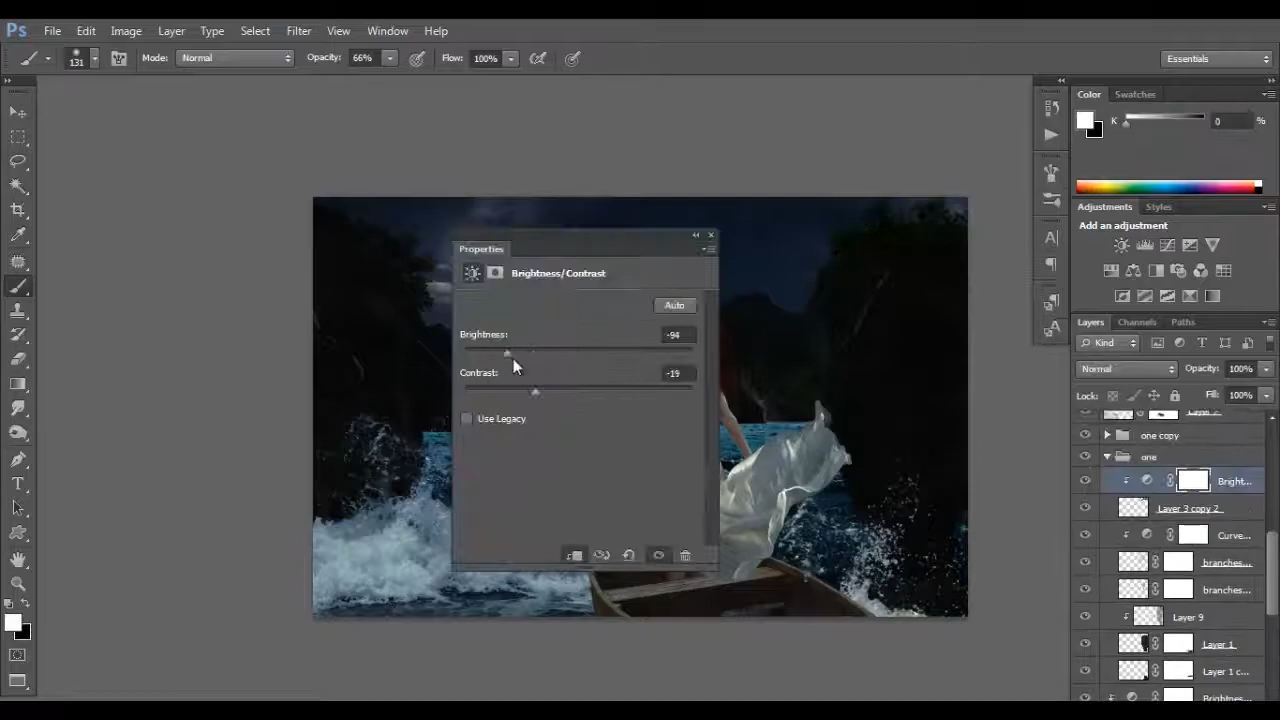 Ps File Edit Image Layer Type Select Filter View Window Help
131 Mode: Normal Opacity: 66% Flow: 100% Essentials
Color Swatches
K 0 %
Adjustments Styles
Add an adjustment
Layers Channels Paths
Kind
Normal Opacity: 100%
Lock: Fill: 100%
one copy
one
Bright...
Layer 3 copy 2
Curve...
branches...
branches...
Layer 9
Layer 1
Layer 1 c...
Brightnes...
Properties
Brightness/Contrast
Auto
Brightness: -94
Contrast: -19
Use Legacy